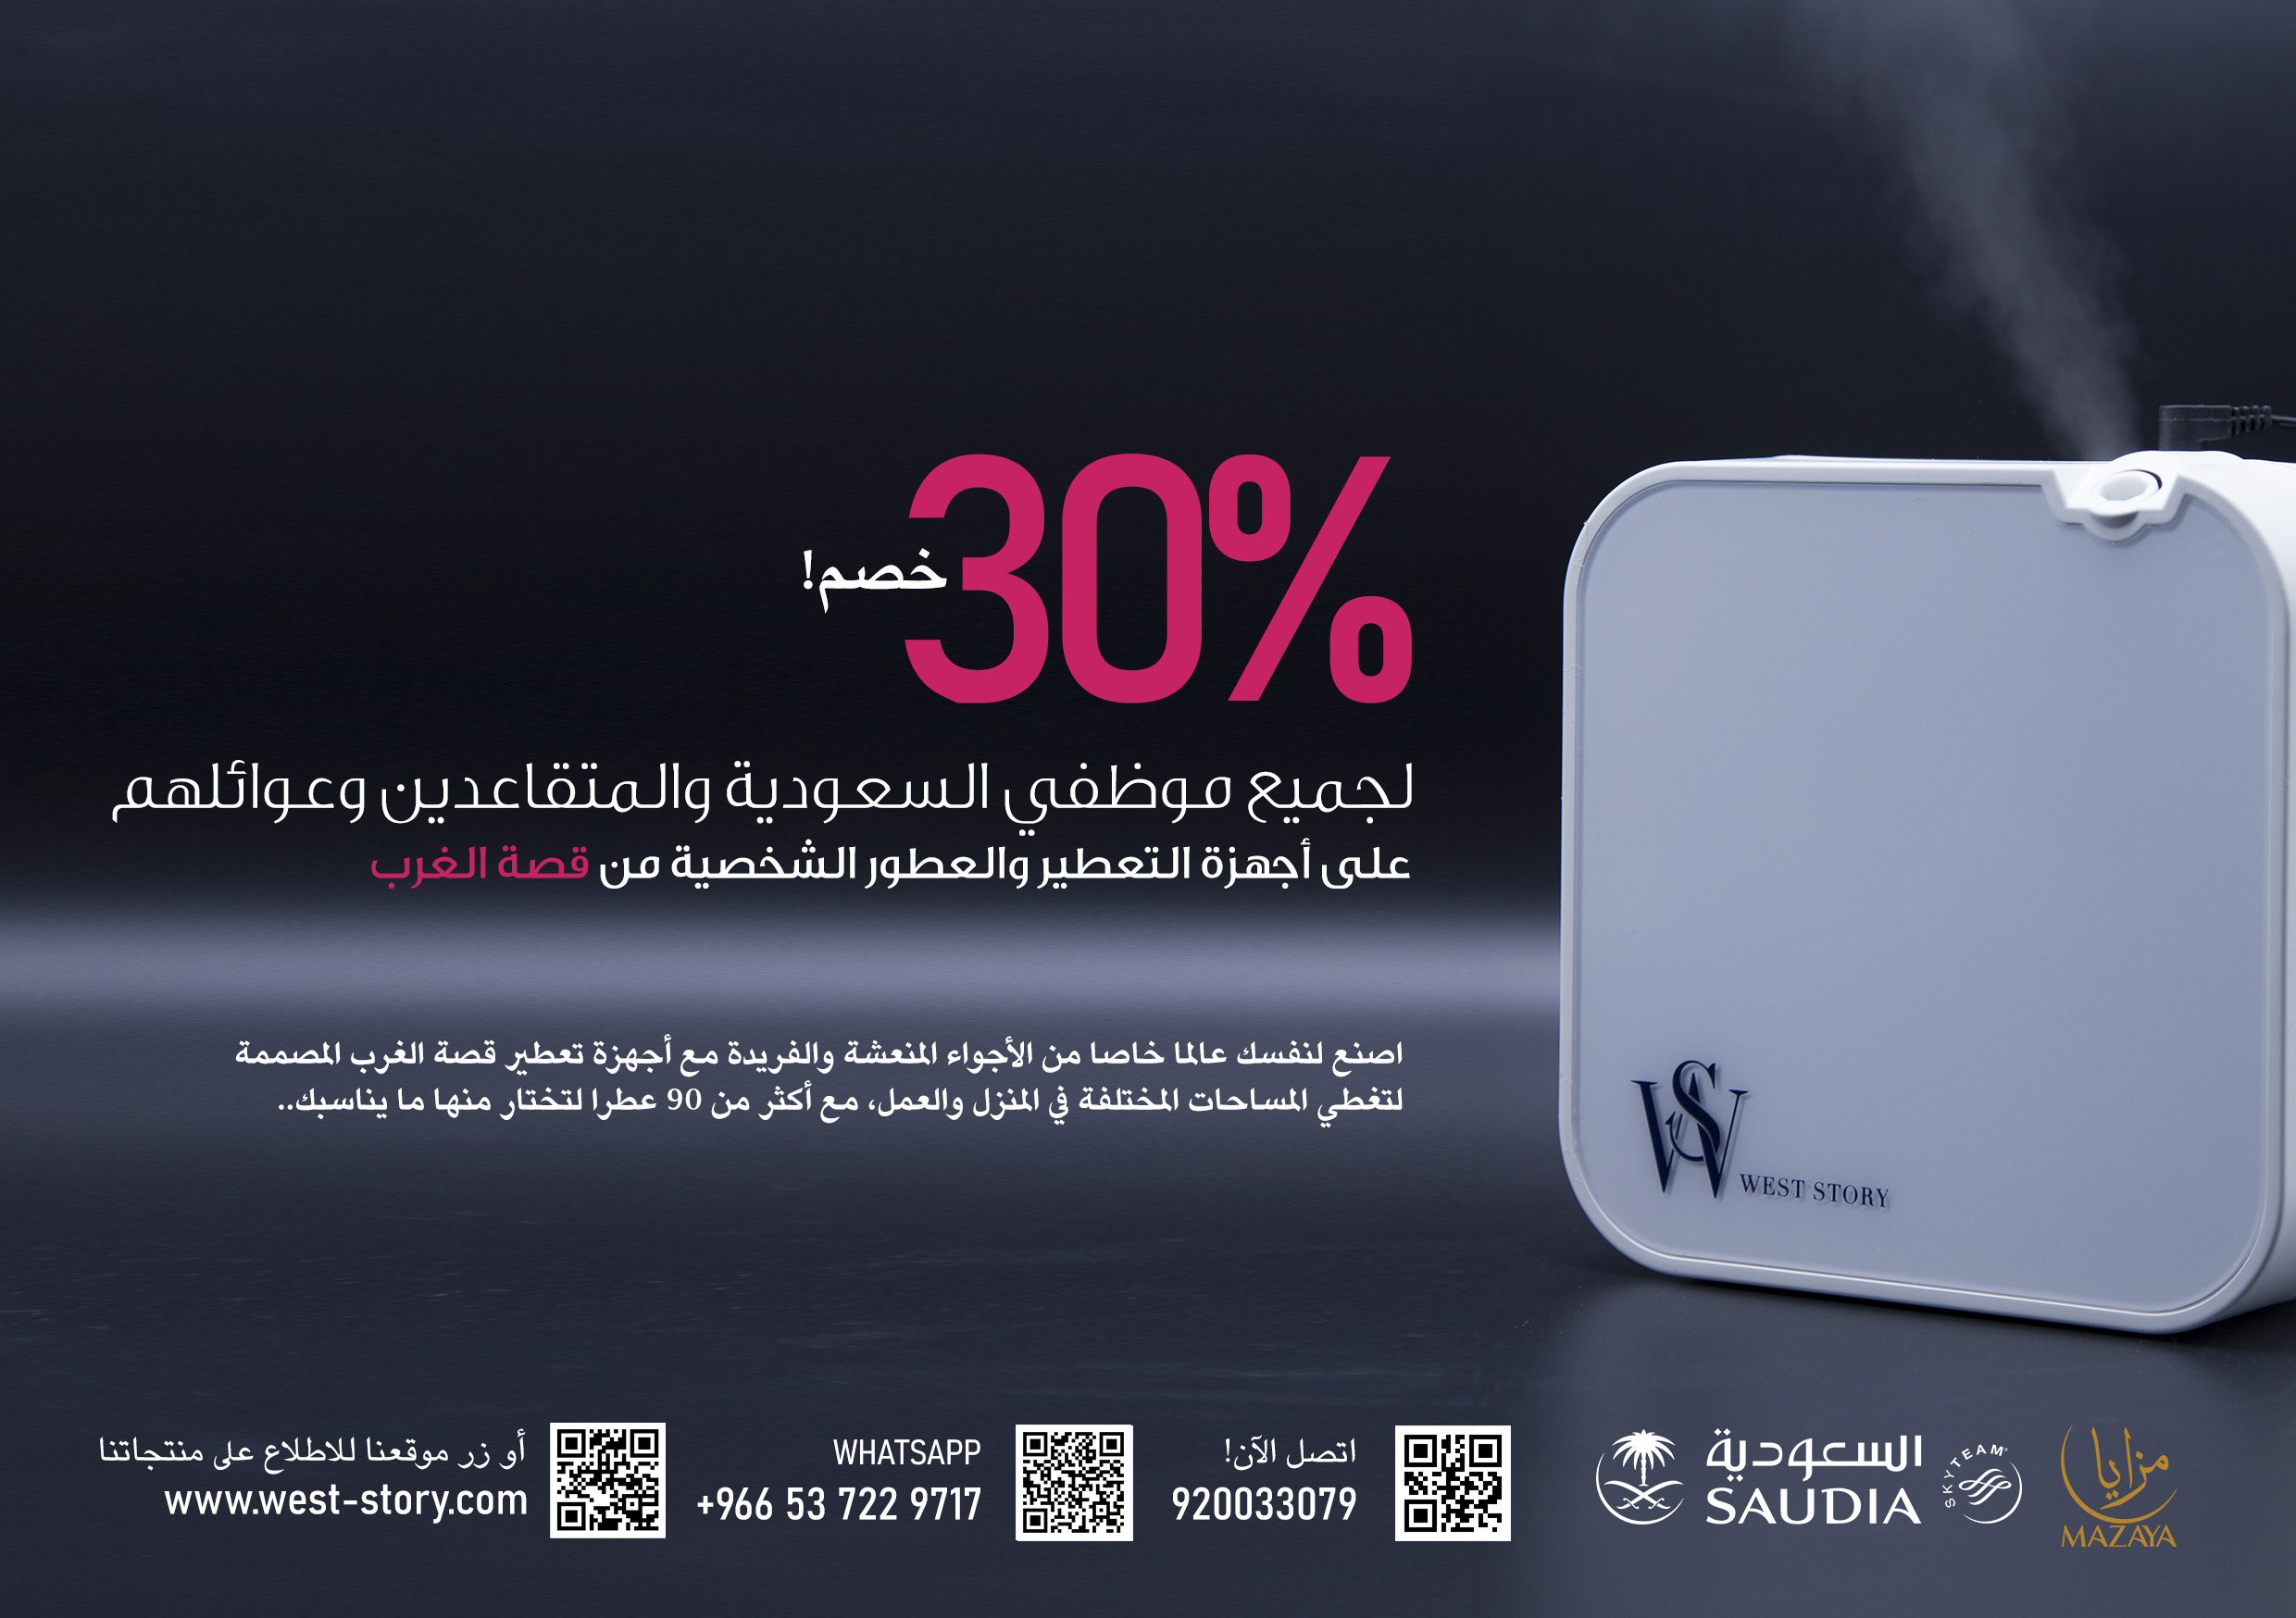 30% خصم!
لجميع موظفي السعودية والمتقاعدين وعوائلهم
على أجهزة التعطير والعطور الشخصية من قصة الغرب
اصنع لنفسك عالما خاصا من الأجواء المنعشة والفريدة مع أجهزة تعطير قصة الغرب المصممة
لتغطي المساحات المختلفة في المنزل والعمل، مع أكثر من 90 عطرا لتختار منها ما يناسبك..
WS WEST STORY
مزايا
MAZAYA
SKYTEAM
السعودية
SAUDIA
اتصل الآن!
920033079
WHATSAPP
+966 53 722 9717
أو زر موقعنا للاطلاع على منتجاتنا
www.west-story.com